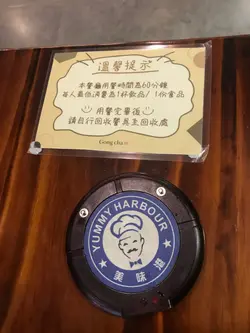 溫馨提示
本餐廳用餐時間為60分鐘
每人最低消費為1杯飲品/1份食品
用餐完畢後
請自行回收餐具至回收處
Gong cha
YUMMY HARBOUR
美味港